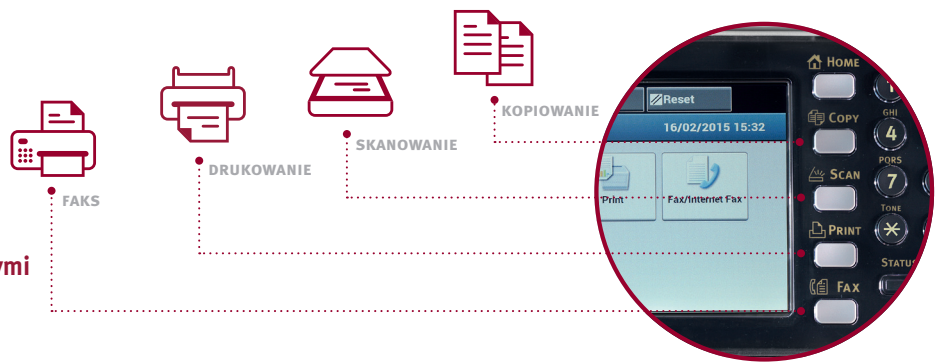 KOPIOWANIE
SKANOWANIE
DRUKOWANIE
FAKS
ymi
HOME
Reset
COPY
GHI
4
16/02/2015 15:32
SCAN
PQRS
7
Print
Fax/Internet Fax
TONE
PRINT
STATUS
FAX